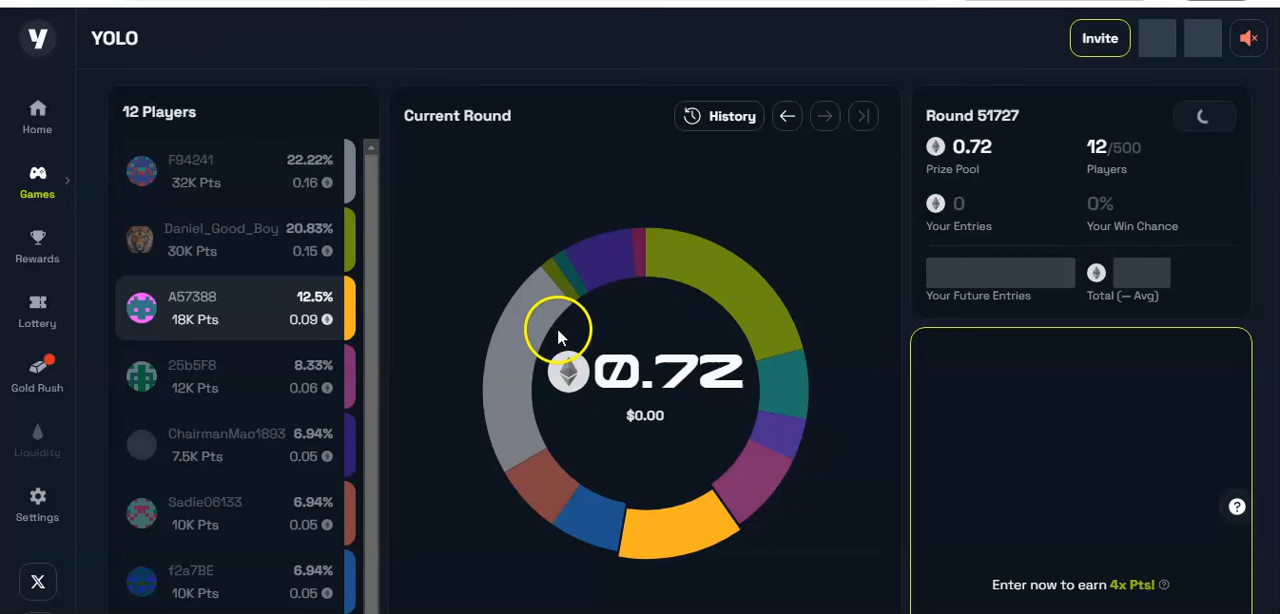 y
YOLO
Invite
Home
Games
Rewards
Lottery
Gold Rush
Liquidity
Settings
X
12 Players
F94241 22.22%
32K Pts 0.16
Daniel_Good_Boy 20.83%
30K Pts 0.15
A57388 12.5%
18K Pts 0.09
25b5F8 8.33%
12K Pts 0.06
ChairmanMao1893 6.94%
7.5K Pts 0.05
Sadie06133 6.94%
10K Pts 0.05
f2a7BE 6.94%
10K Pts 0.05
Current Round
History
0.72
$0.00
Round 51727
0.72 12/500
Prize Pool Players
0 0%
Your Entries Your Win Chance
Your Future Entries Total (— Avg)
?
Enter now to earn 4x Pts! ?